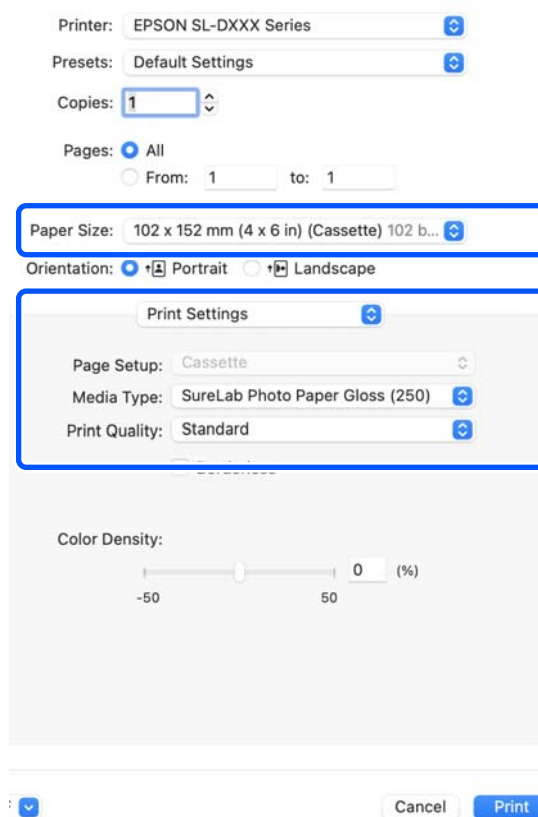 Printer: EPSON SL-DXXX Series
Presets: Default Settings
Copies: 1
Pages: All
From: 1 to: 1
Paper Size: 102 x 152 mm (4 x 6 in) (Cassette) 102 b...
Orientation: Portrait Landscape
Print Settings
Page Setup: Cassette
Media Type: SureLab Photo Paper Gloss (250)
Print Quality: Standard
Color Density:
0 (%)
-50 50
Cancel Print